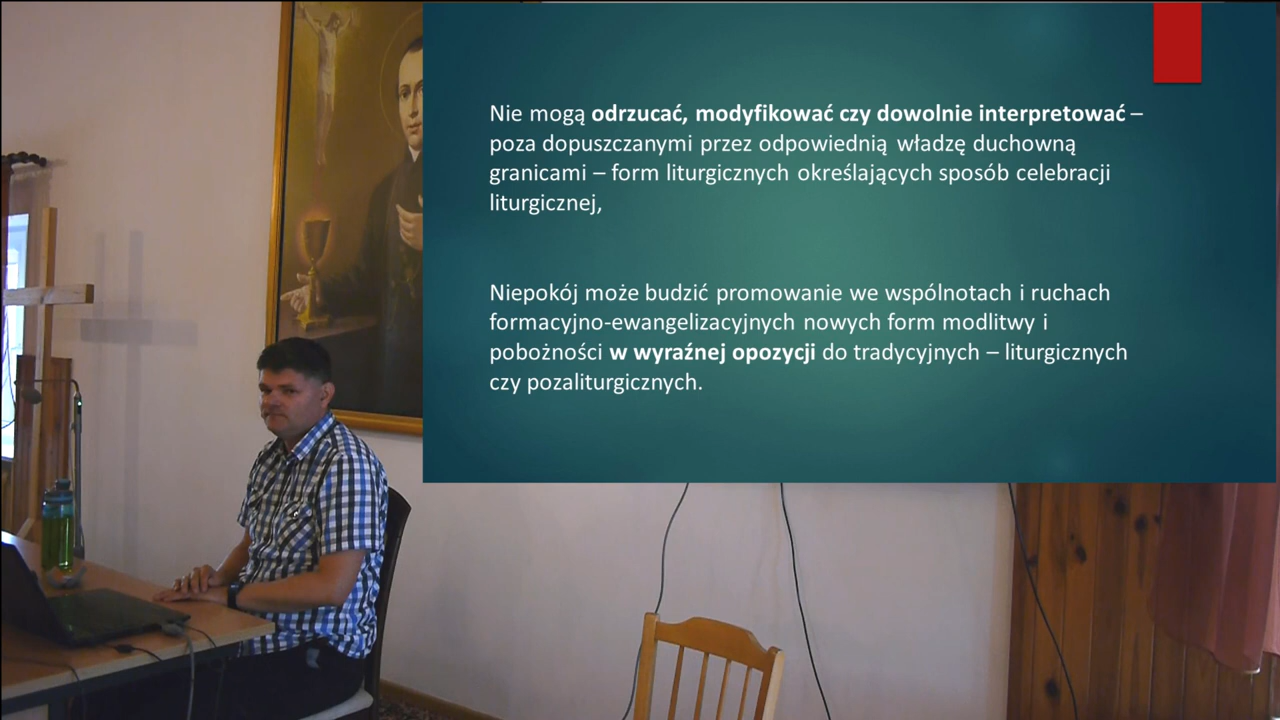 Nie mogą odrzucać, modyfikować czy dowolnie interpretować –
poza dopuszczanymi przez odpowiednią władzę duchowną
granicami – form liturgicznych określających sposób celebracji
liturgicznej,
Niepokój może budzić promowanie we wspólnotach i ruchach
formacyjno-ewangelizacyjnych nowych form modlitwy i
pobożności w wyraźnej opozycji do tradycyjnych – liturgicznych
czy pozaliturgicznych.